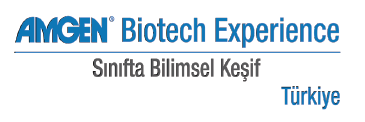 AMGEN® Biotech Experience
Sınıfta Bilimsel Keşif
Türkiye